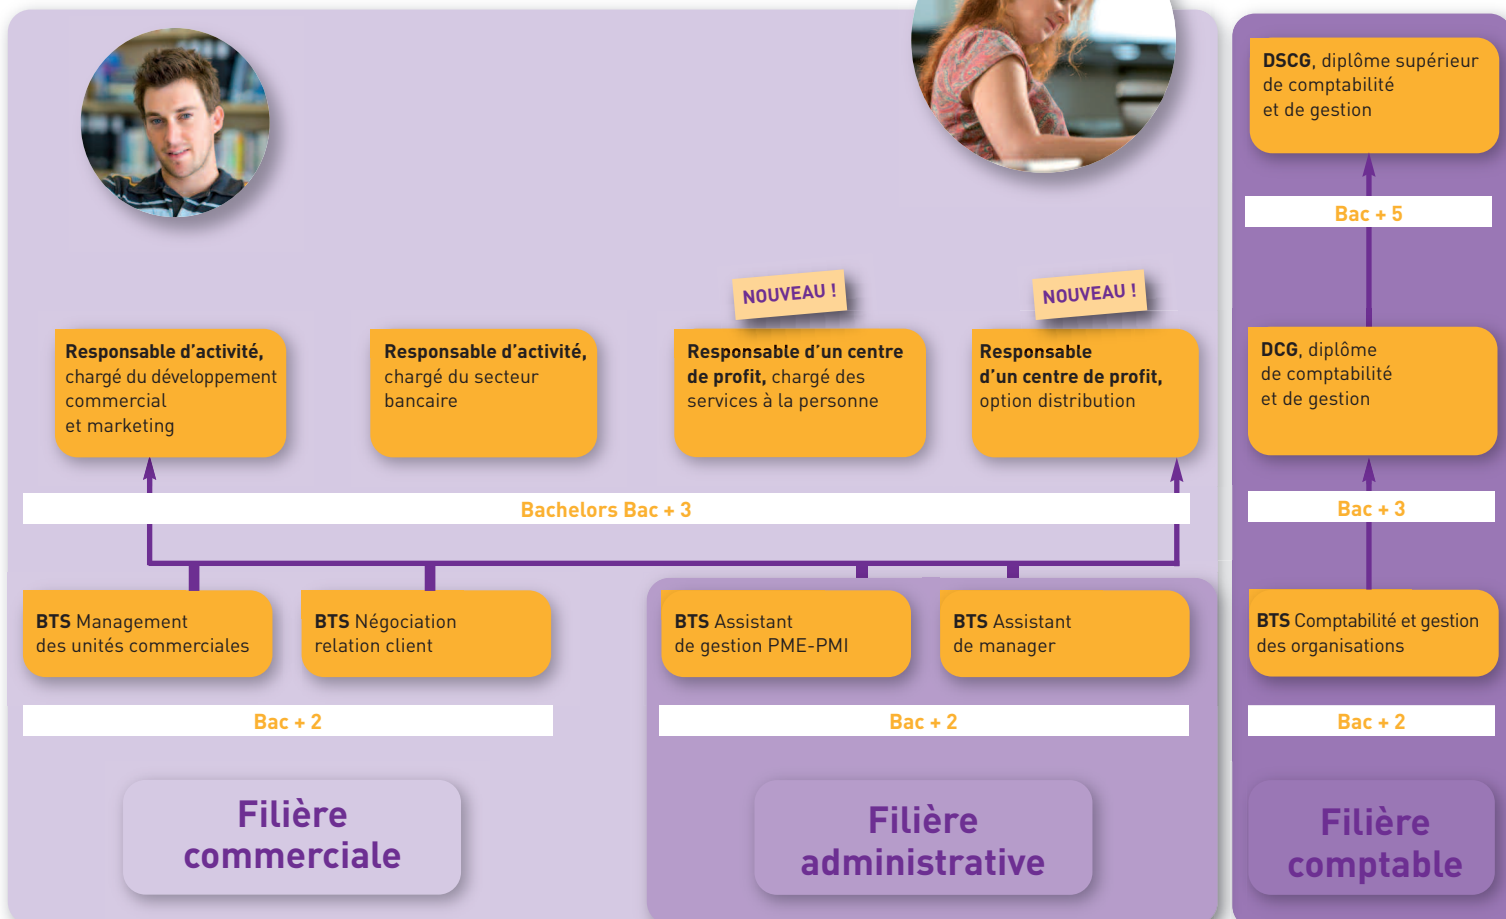 DSCG, diplôme supérieur
de comptabilité
et de gestion
Bac + 5
NOUVEAU !
NOUVEAU !
Responsable d’activité,
chargé du développement
commercial
et marketing
Responsable d’activité,
chargé du secteur
bancaire
Responsable d’un centre
de profit, chargé des
services à la personne
Responsable
d’un centre de profit,
option distribution
DCG, diplôme
de comptabilité
et de gestion
Bachelors Bac + 3
Bac + 3
BTS Management
des unités commerciales
BTS Négociation
relation client
BTS Assistant
de gestion PME-PMI
BTS Assistant
de manager
BTS Comptabilité et gestion
des organisations
Bac + 2
Bac + 2
Bac + 2
Filière
commerciale
Filière
administrative
Filière
comptable